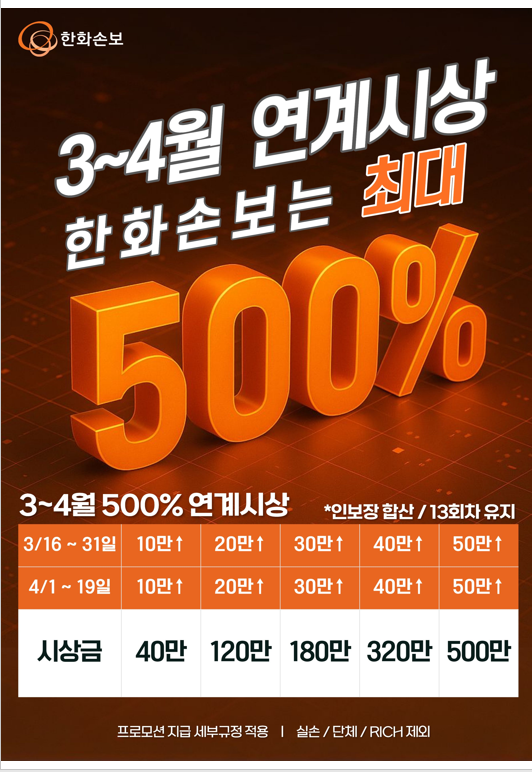 한화손보
3~4월 연계시상
한화손보는 최대
500%
3~4월 500% 연계시상
*인보장 합산 / 13회차 유지
3/16 ~ 31일 10만↑ 20만↑ 30만↑ 40만↑ 50만↑
4/1 ~ 19일 10만↑ 20만↑ 30만↑ 40만↑ 50만↑
시상금 40만 120만 180만 320만 500만
프로모션 지급 세부규정 적용 | 실손 / 단체 / RICH 제외